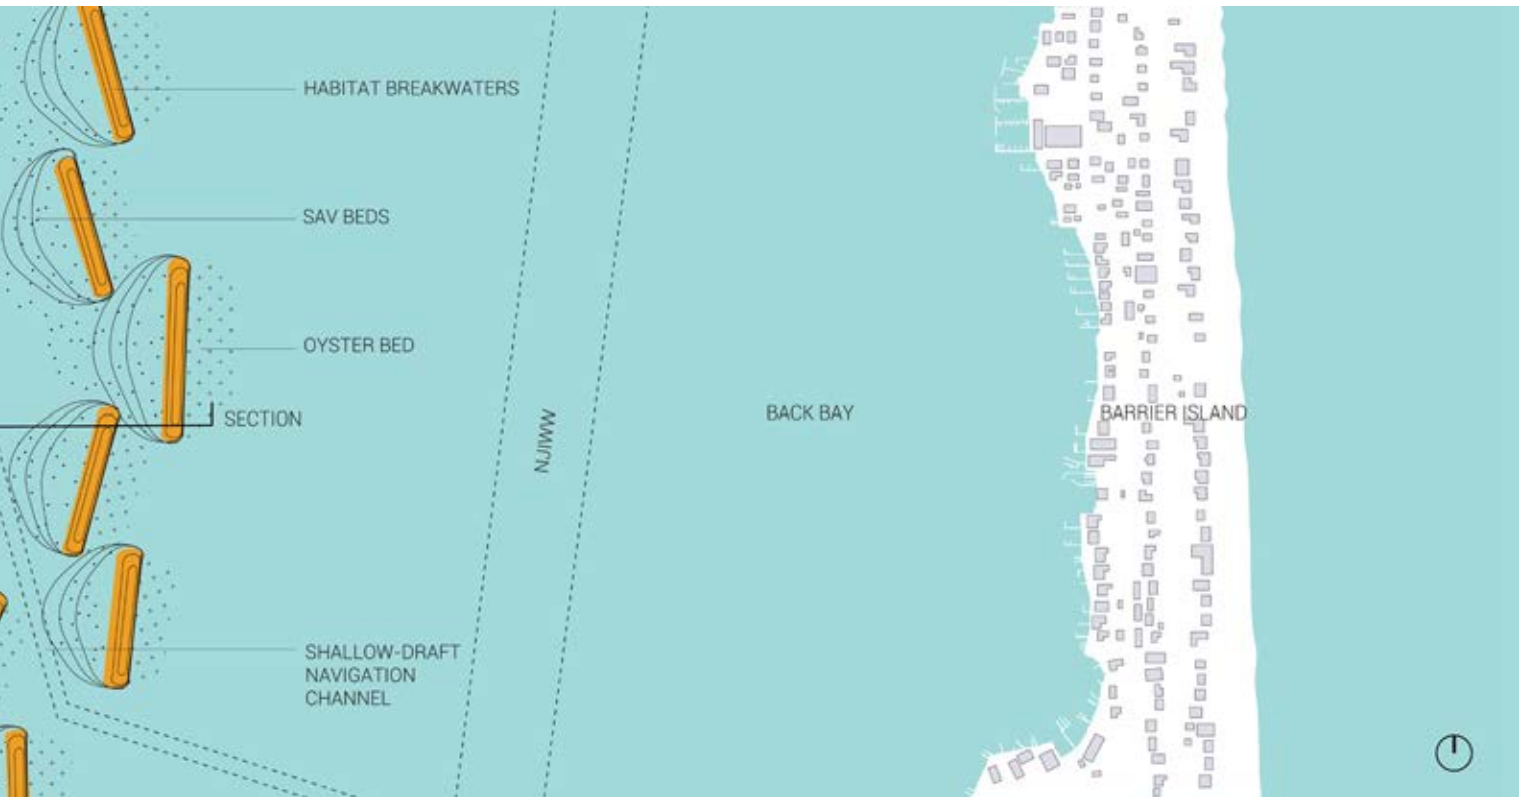 HABITAT BREAKWATERS
SAV BEDS
OYSTER BED
SECTION
NJIWW
BACK BAY
BARRIER ISLAND
SHALLOW-DRAFT
NAVIGATION
CHANNEL